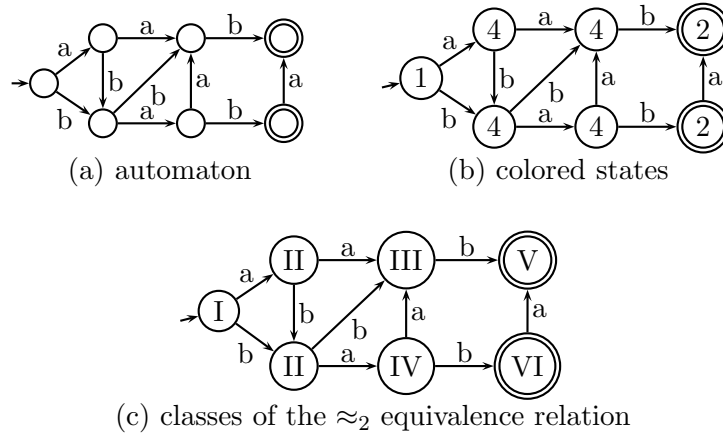 a
b
b
a
b
a
a
b
b
a
(a) automaton
1
4
4
2
4
4
2
a
b
b
a
b
a
a
b
b
a
(b) colored states
I
II
III
V
II
IV
VI
a
b
b
a
b
a
a
b
b
a
(c) classes of the ≈₂ equivalence relation